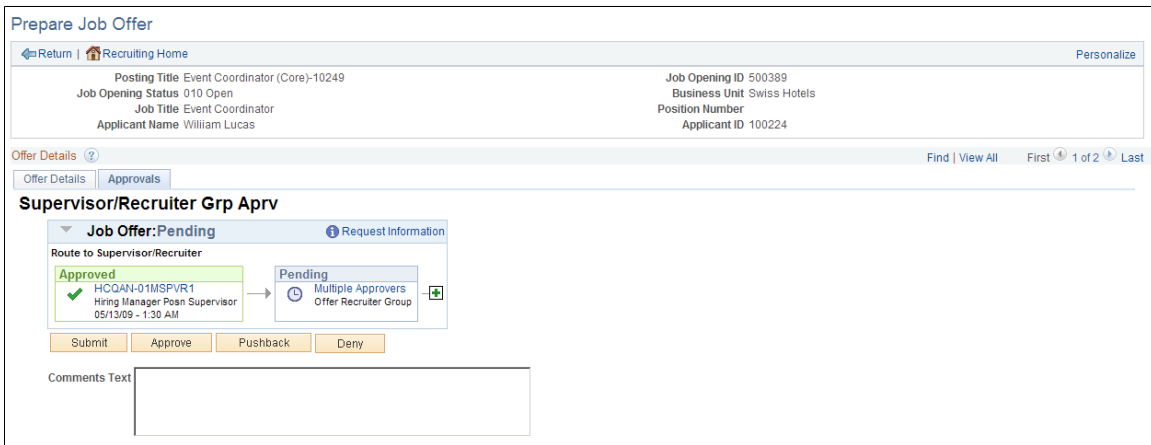 Prepare Job Offer
Return | Recruiting Home Personalize
Posting Title Event Coordinator (Core)-10249 Job Opening ID 500389
Job Opening Status 010 Open Business Unit Swiss Hotels
Job Title Event Coordinator Position Number
Applicant Name William Lucas Applicant ID 100224
Offer Details ? Find | View All First 1 of 2 Last
Offer Details Approvals
Supervisor/Recruiter Grp Aprv
Job Offer:Pending Request Information
Route to Supervisor/Recruiter
Approved Pending
HCQAN-01MSPVR1 Multiple Approvers
Hiring Manager Posn Supervisor Offer Recruiter Group
05/13/09 - 1:30 AM
Submit Approve Pushback Deny
Comments Text